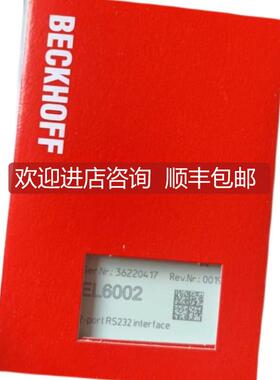 BECKHOFF
欢迎进店咨询 顺丰包邮
Ser.Nr.: 36220417 Rev.Nr.: 0019
EL6002
2-port RS232 interface